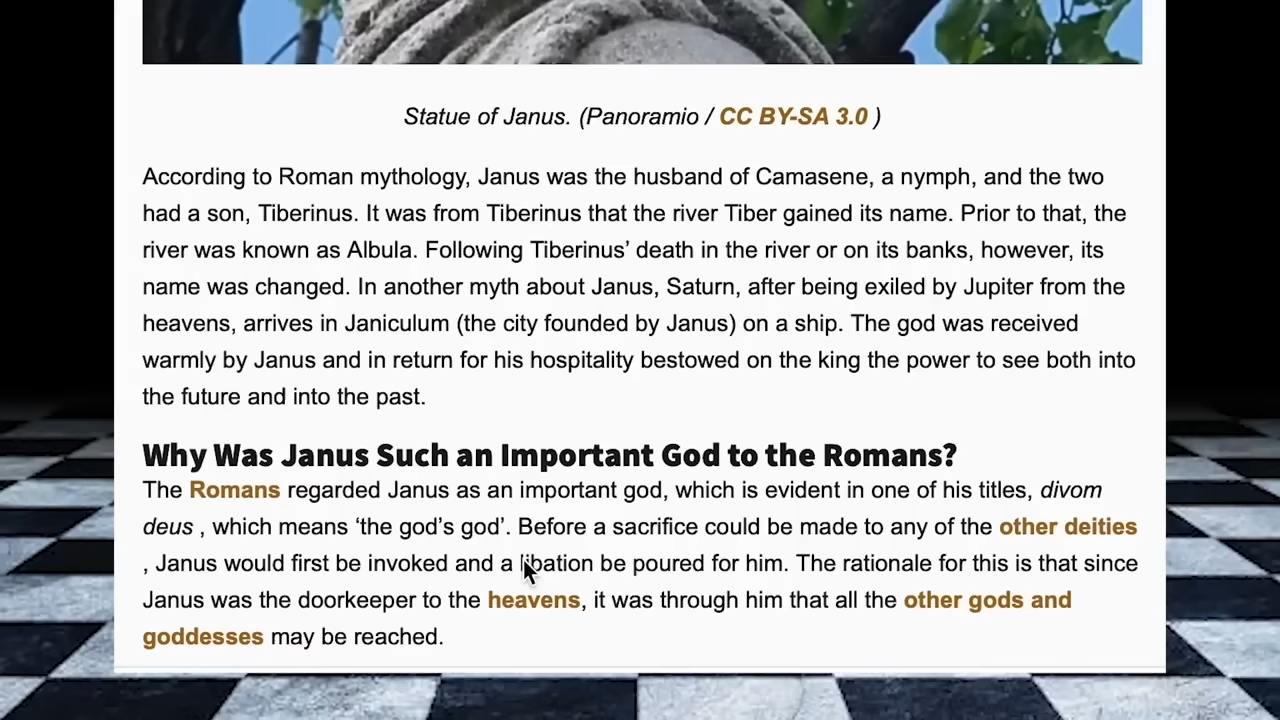 Statue of Janus. (Panoramio / CC BY-SA 3.0 )
According to Roman mythology, Janus was the husband of Camasene, a nymph, and the two
had a son, Tiberinus. It was from Tiberinus that the river Tiber gained its name. Prior to that, the
river was known as Albula. Following Tiberinus’ death in the river or on its banks, however, its
name was changed. In another myth about Janus, Saturn, after being exiled by Jupiter from the
heavens, arrives in Janiculum (the city founded by Janus) on a ship. The god was received
warmly by Janus and in return for his hospitality bestowed on the king the power to see both into
the future and into the past.
Why Was Janus Such an Important God to the Romans?
The Romans regarded Janus as an important god, which is evident in one of his titles, divom
deus , which means ‘the god’s god’. Before a sacrifice could be made to any of the other deities
, Janus would first be invoked and a libation be poured for him. The rationale for this is that since
Janus was the doorkeeper to the heavens, it was through him that all the other gods and
goddesses may be reached.